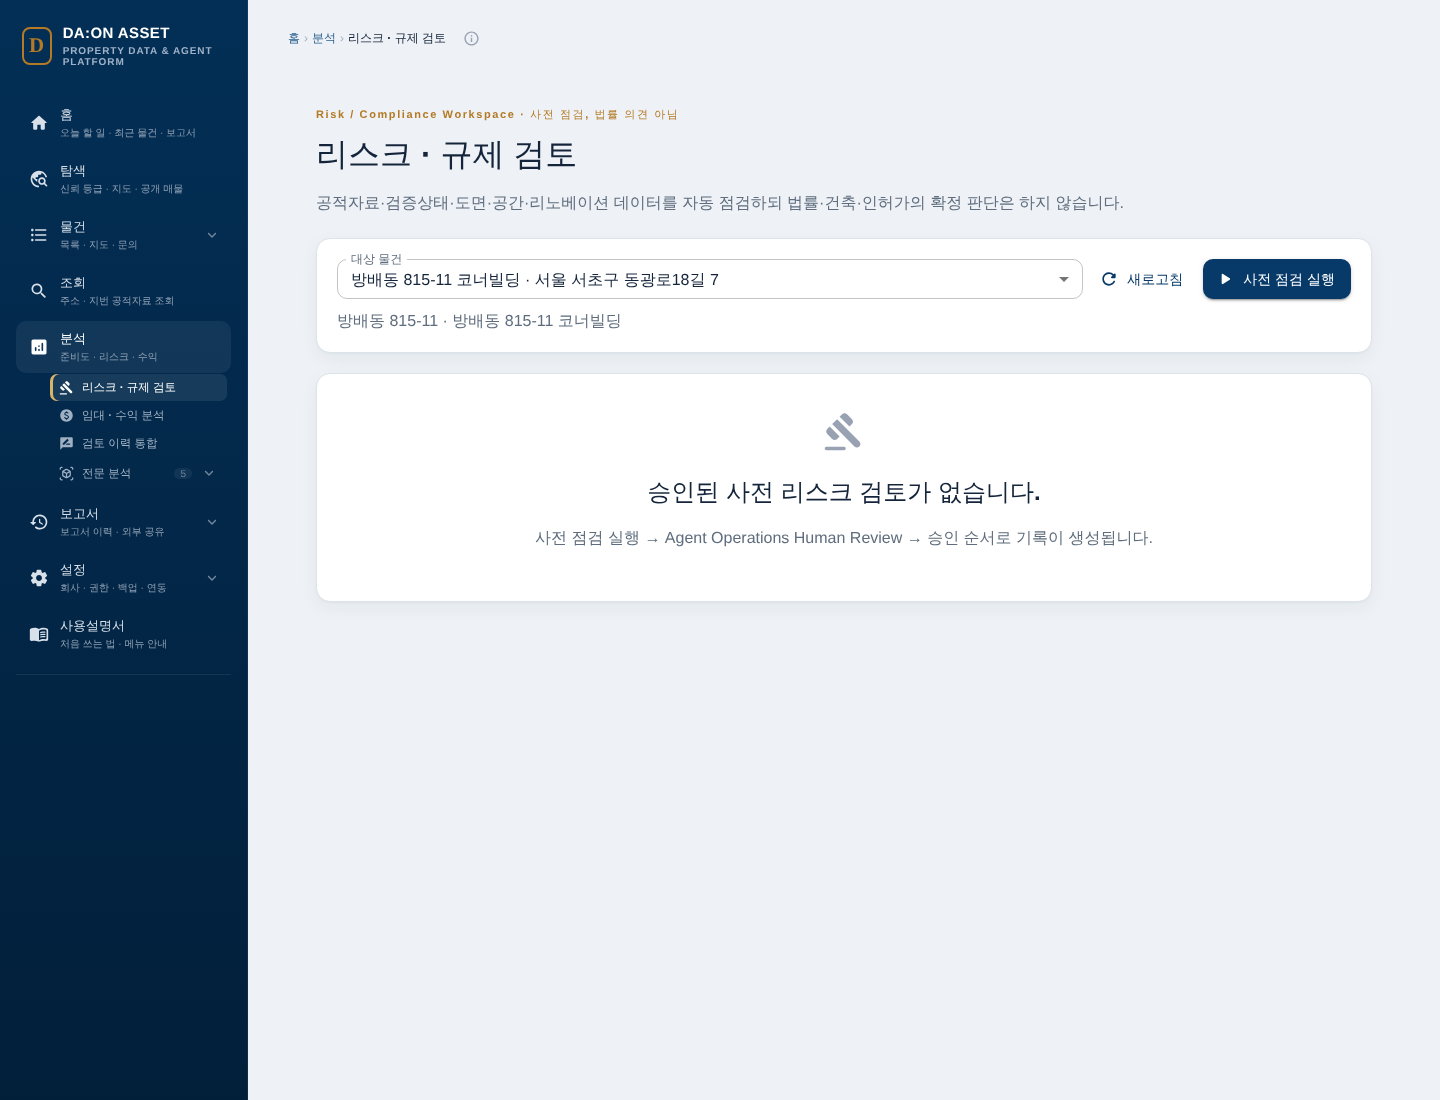 D
DA:ON ASSET
PROPERTY DATA & AGENT
PLATFORM
홈
오늘 할 일 · 최근 물건 · 보고서
탐색
신뢰 등급 · 지도 · 공개 매물
물건
목록 · 지도 · 문의
조회
주소 · 지번 공적자료 조회
분석
준비도 · 리스크 · 수익
리스크 · 규제 검토
임대 · 수익 분석
검토 이력 통합
전문 분석 5
보고서
보고서 이력 · 외부 공유
설정
회사 · 권한 · 백업 · 연동
사용설명서
처음 쓰는 법 · 메뉴 안내
홈 › 분석 › 리스크 · 규제 검토
Risk / Compliance Workspace · 사전 점검, 법률 의견 아님
리스크 · 규제 검토
공적자료·검증상태·도면·공간·리노베이션 데이터를 자동 점검하되 법률·건축·인허가의 확정 판단은 하지 않습니다.
대상 물건
방배동 815-11 코너빌딩 · 서울 서초구 동광로18길 7
새로고침
사전 점검 실행
방배동 815-11 · 방배동 815-11 코너빌딩
승인된 사전 리스크 검토가 없습니다.
사전 점검 실행 → Agent Operations Human Review → 승인 순서로 기록이 생성됩니다.